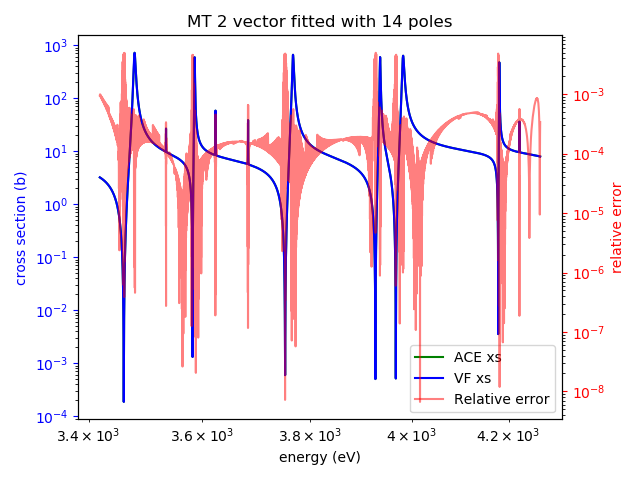 MT 2 vector fitted with 14 poles
10³
10²
10¹
10⁰
10⁻¹
10⁻²
10⁻³
10⁻⁴
cross section (b)
10⁻³
10⁻⁴
10⁻⁵
10⁻⁶
10⁻⁷
10⁻⁸
relative error
ACE xs
VF xs
Relative error
3.4 × 10³ 3.6 × 10³ 3.8 × 10³ 4 × 10³ 4.2 × 10³
energy (eV)